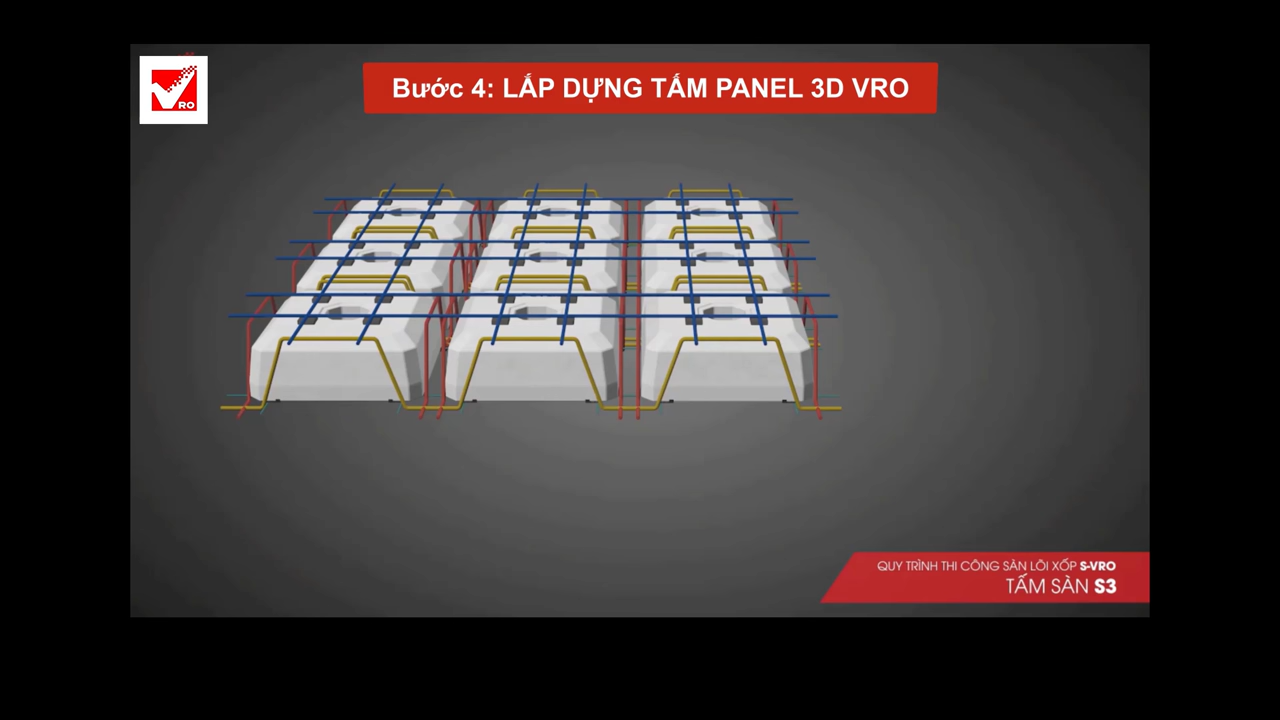 RO
Bước 4: LẮP DỰNG TẤM PANEL 3D VRO
QUY TRÌNH THI CÔNG SÀN LÕI XỐP S-VRO
TẤM SÀN S3